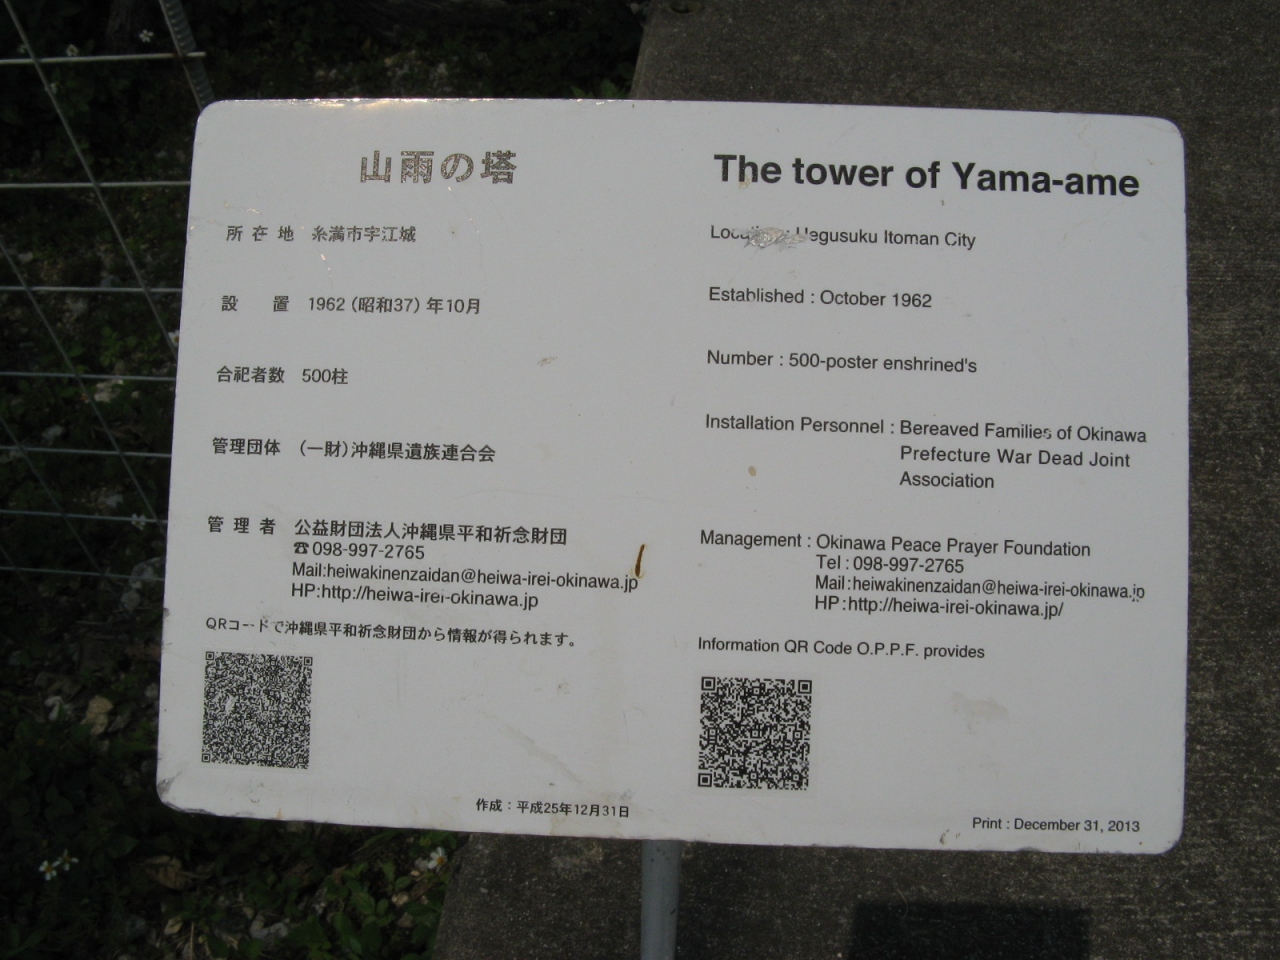 山雨の塔
所在地 糸満市字江城
設置 1962(昭和37)年10月
合祀者数 500柱
管理団体 (一財)沖縄県遺族連合会
管理者 公益財団法人沖縄県平和祈念財団
☎098-997-2765
Mail:heiwakinenzaidan@heiwa-irei-okinawa.jp
HP:http://heiwa-irei-okinawa.jp
QRコードで沖縄県平和祈念財団から情報が得られます。
作成:平成25年12月31日
The tower of Yama-ame
Uegusuku Itoman City
Established : October 1962
Number : 500-poster enshrined's
Installation Personnel : Bereaved Families of Okinawa
Prefecture War Dead Joint
Association
Management : Okinawa Peace Prayer Foundation
Tel : 098-997-2765
Mail:heiwakinenzaidan@heiwa-irei-okinawa.jp
HP:http://heiwa-irei-okinawa.jp/
Information QR Code O.P.P.F. provides
Print : December 31, 2013